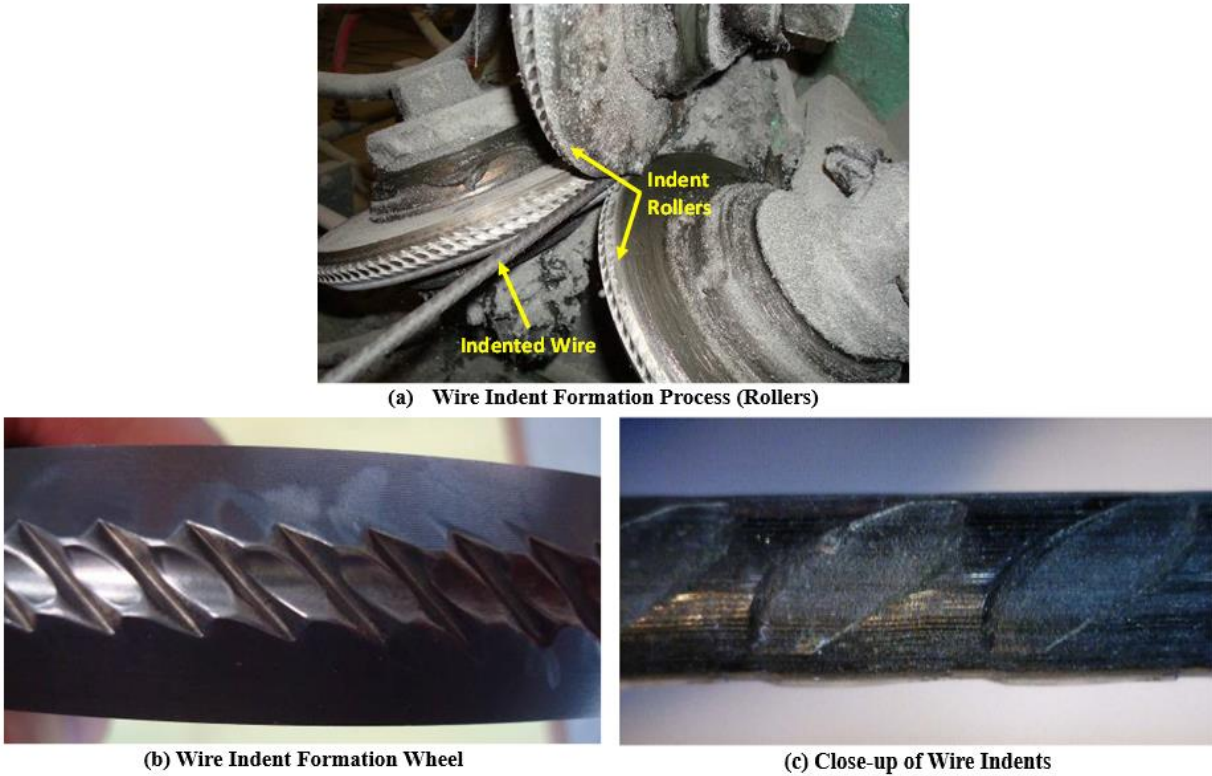 Indent
Rollers
Indented Wire
(a) Wire Indent Formation Process (Rollers)
(b) Wire Indent Formation Wheel
(c) Close-up of Wire Indents